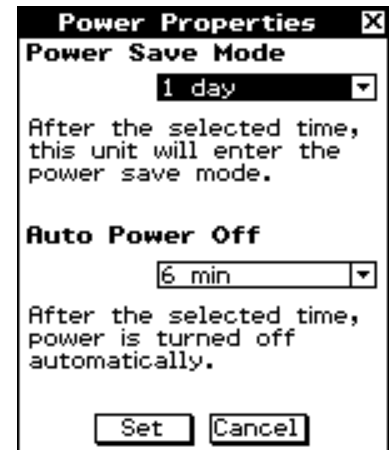 Power Properties X
Power Save Mode
1 day
After the selected time,
this unit will enter the
power save mode.
Auto Power Off
6 min
After the selected time,
power is turned off
automatically.
Set Cancel